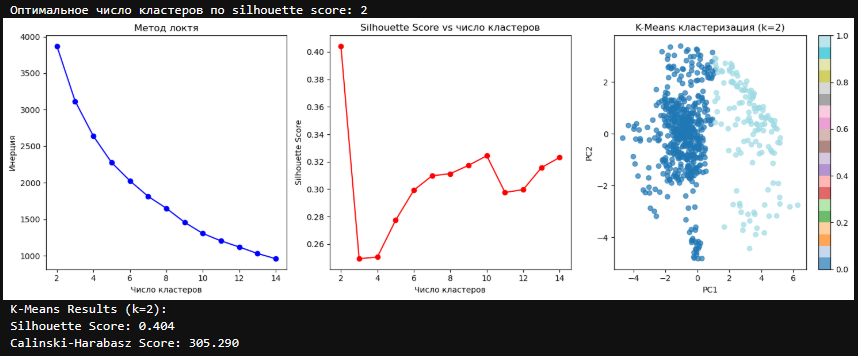 Оптимальное число кластеров по silhouette score: 2
Метод локтя
4000
3500
3000
2500
2000
1500
1000
Инерция
2 4 6 8 10 12 14
Число кластеров
Silhouette Score vs число кластеров
0.40
0.38
0.36
0.34
0.32
0.30
0.28
0.26
Silhouette Score
2 4 6 8 10 12 14
Число кластеров
K-Means кластеризация (k=2)
2
0
−2
−4
PC2
−4 −2 0 2 4 6
PC1
1.0
0.8
0.6
0.4
0.2
0.0
K-Means Results (k=2):
Silhouette Score: 0.404
Calinski-Harabasz Score: 305.290